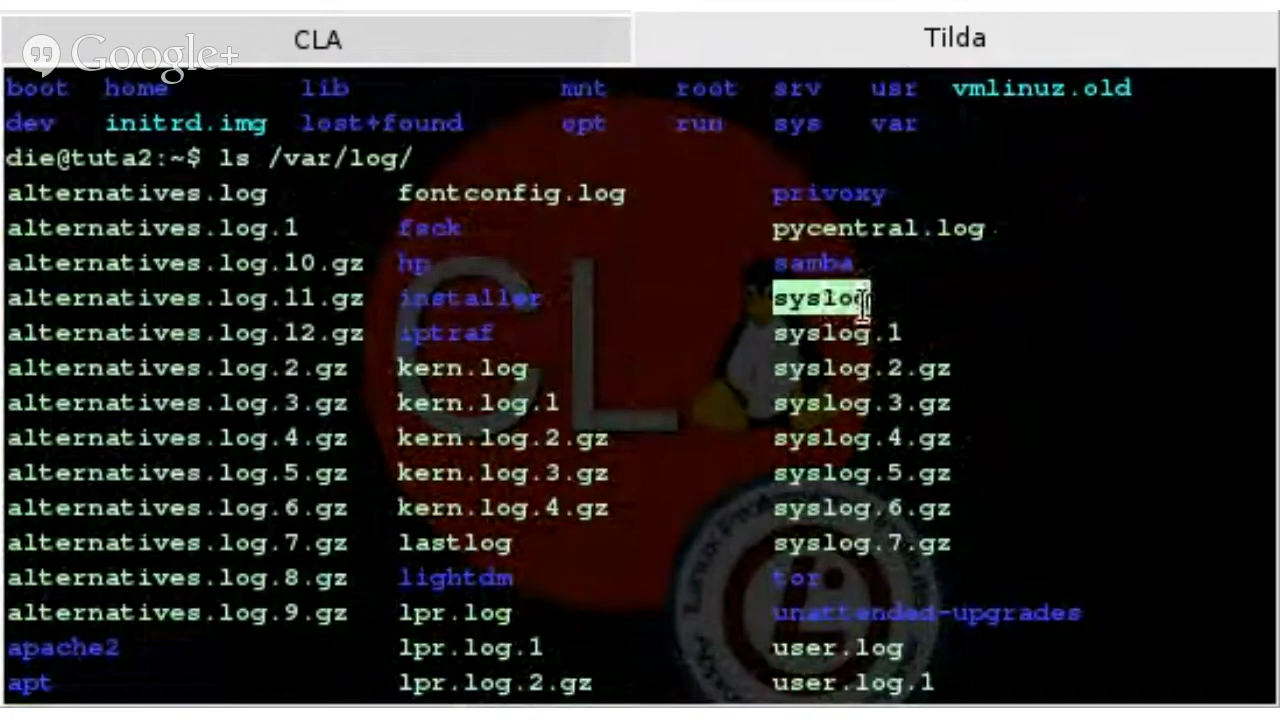 CLA Tilda
Google+
boot home lib mnt root srv usr vmlinuz.old
dev initrd.img lost+found opt run sys var
die@tuta2:~$ ls /var/log/
alternatives.log fontconfig.log privoxy
alternatives.log.1 fsck pycentral.log
alternatives.log.10.gz hp samba
alternatives.log.11.gz installer syslog
alternatives.log.12.gz iptraf syslog.1
alternatives.log.2.gz kern.log syslog.2.gz
alternatives.log.3.gz kern.log.1 syslog.3.gz
alternatives.log.4.gz kern.log.2.gz syslog.4.gz
alternatives.log.5.gz kern.log.3.gz syslog.5.gz
alternatives.log.6.gz kern.log.4.gz syslog.6.gz
alternatives.log.7.gz lastlog syslog.7.gz
alternatives.log.8.gz lightdm tor
alternatives.log.9.gz lpr.log unattended-upgrades
apache2 lpr.log.1 user.log
apt lpr.log.2.gz user.log.1
CLA
Linux